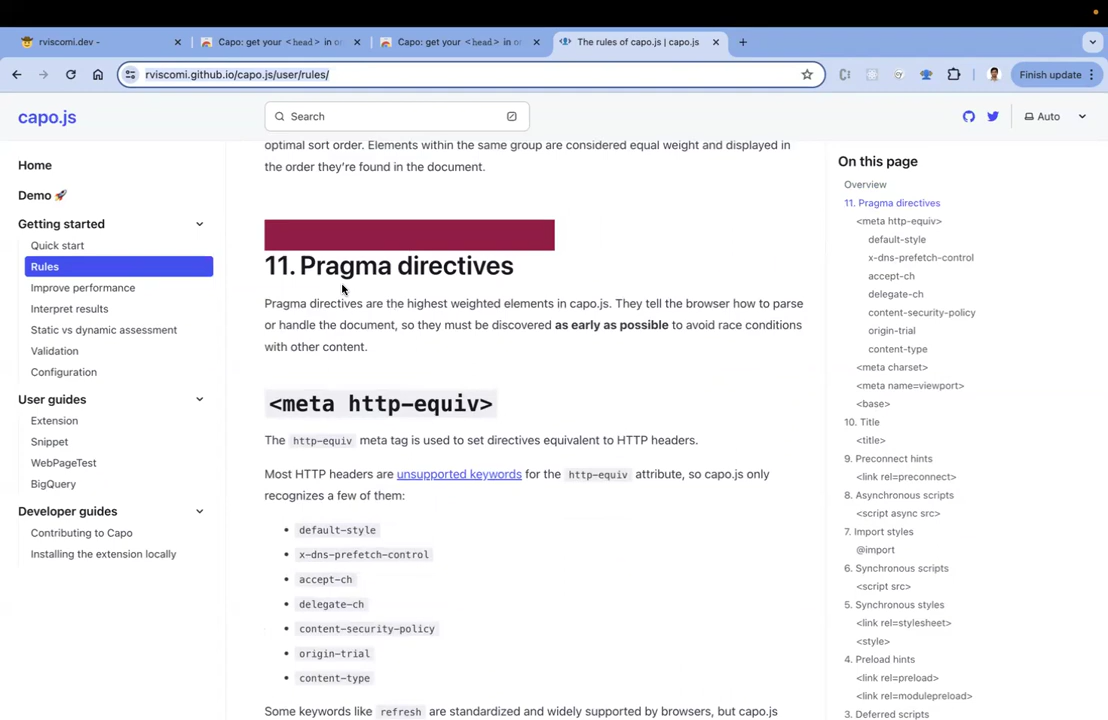 rviscomi.dev -
Capo: get your <head> in or
Capo: get your <head> in or
The rules of capo.js | capo.js
rviscomi.github.io/capo.js/user/rules/
Finish update
capo.js
Search
Auto
Home
Demo 🚀
Getting started
Quick start
Rules
Improve performance
Interpret results
Static vs dynamic assessment
Validation
Configuration
User guides
Extension
Snippet
WebPageTest
BigQuery
Developer guides
Contributing to Capo
Installing the extension locally
optimal sort order. Elements within the same group are considered equal weight and displayed in
the order they're found in the document.
11. Pragma directives
Pragma directives are the highest weighted elements in capo.js. They tell the browser how to parse
or handle the document, so they must be discovered as early as possible to avoid race conditions
with other content.
<meta http-equiv>
The http-equiv meta tag is used to set directives equivalent to HTTP headers.
Most HTTP headers are unsupported keywords for the http-equiv attribute, so capo.js only
recognizes a few of them:
• default-style
• x-dns-prefetch-control
• accept-ch
• delegate-ch
• content-security-policy
• origin-trial
• content-type
Some keywords like refresh are standardized and widely supported by browsers, but capo.js
On this page
Overview
11. Pragma directives
<meta http-equiv>
default-style
x-dns-prefetch-control
accept-ch
delegate-ch
content-security-policy
origin-trial
content-type
<meta charset>
<meta name=viewport>
<base>
10. Title
<title>
9. Preconnect hints
<link rel=preconnect>
8. Asynchronous scripts
<script async src>
7. Import styles
@import
6. Synchronous scripts
<script src>
5. Synchronous styles
<link rel=stylesheet>
<style>
4. Preload hints
<link rel=preload>
<link rel=modulepreload>
3. Deferred scripts